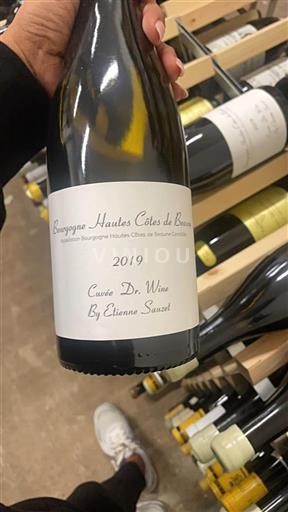 Bourgogne Hautes Côtes de Beaune
Appellation Bourgogne Hautes Côtes de Beaune Contrôlée
2019
VINIOU
Cuvée Dr. Wine
By Etienne Sauzet